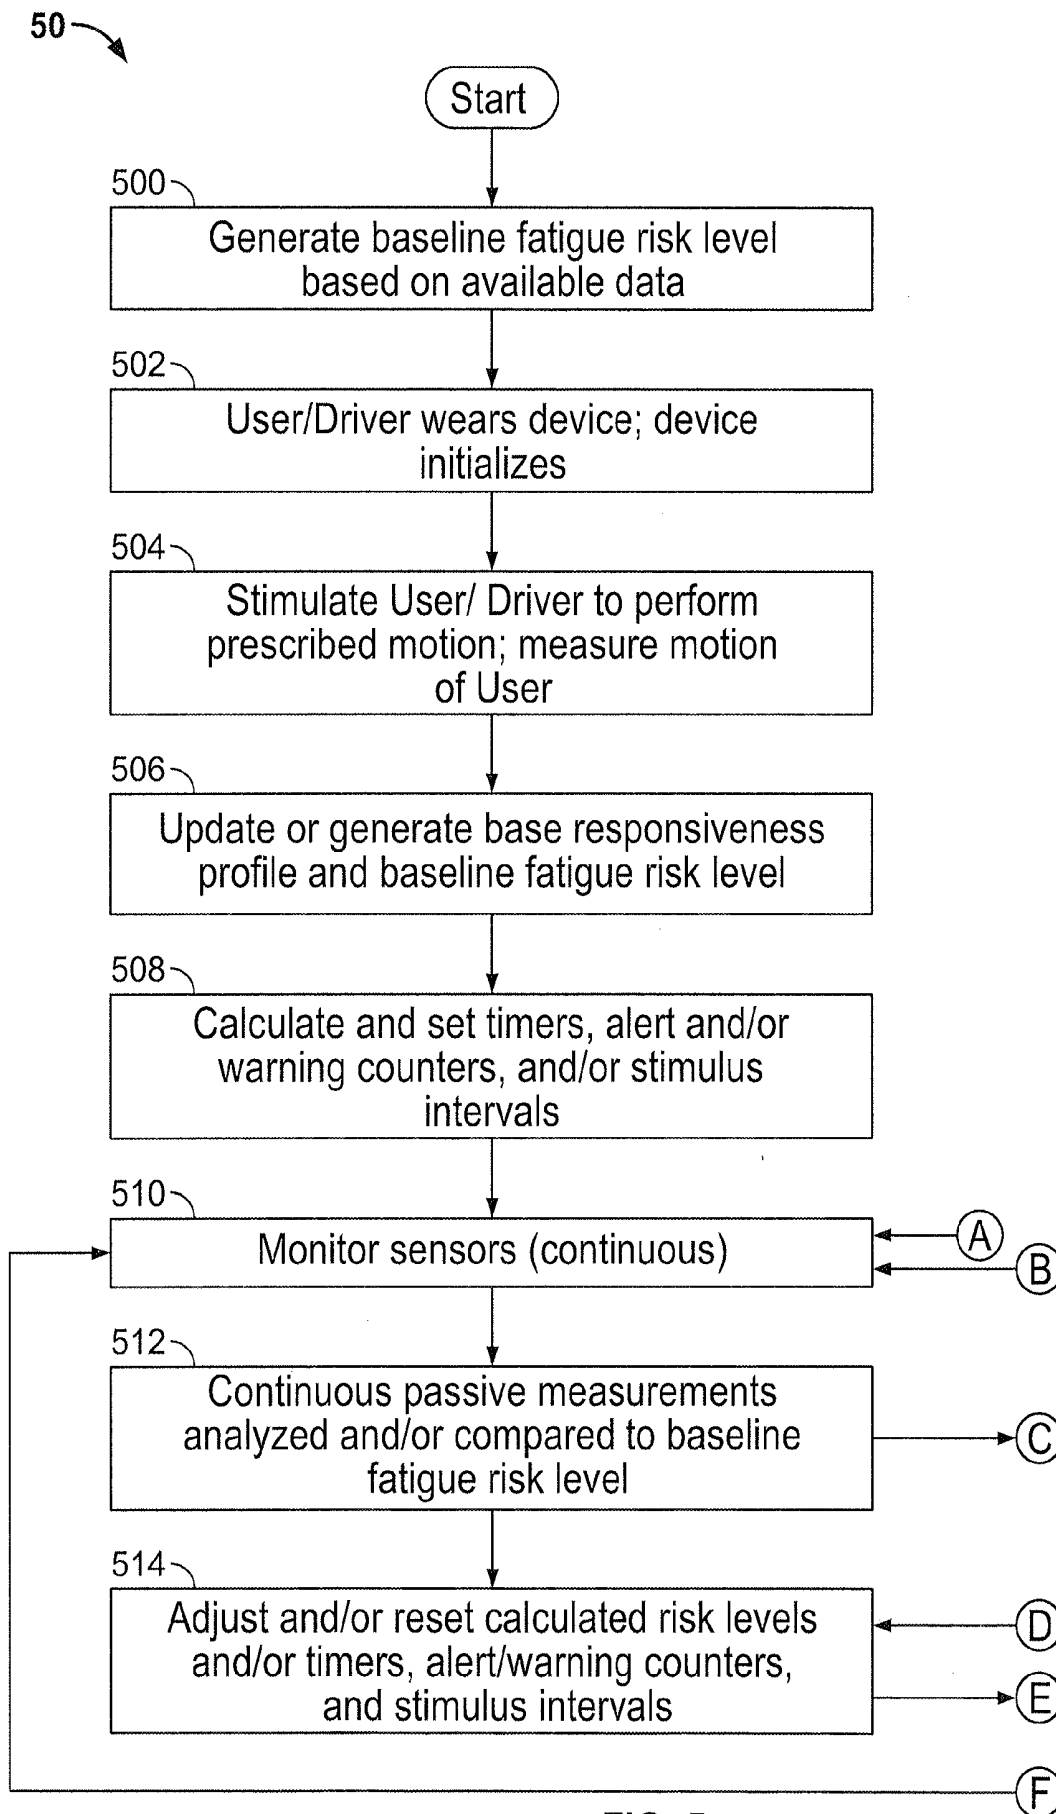 50
Start
500
Generate baseline fatigue risk level
based on available data
502
User/Driver wears device; device
initializes
504
Stimulate User/ Driver to perform
prescribed motion; measure motion
of User
506
Update or generate base responsiveness
profile and baseline fatigue risk level
508
Calculate and set timers, alert and/or
warning counters, and/or stimulus
intervals
510
Monitor sensors (continuous)
A
B
512
Continuous passive measurements
analyzed and/or compared to baseline
fatigue risk level
C
514
Adjust and/or reset calculated risk levels
and/or timers, alert/warning counters,
and stimulus intervals
D
E
F